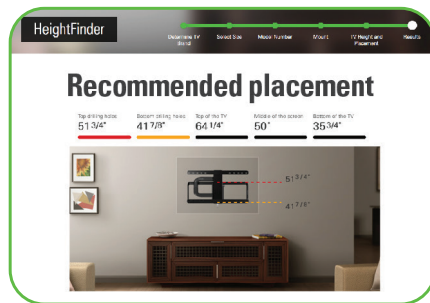 HeightFinder
Determine TV Brand
Select Size
Model Number
Mount
TV Height and Placement
Results
Recommended placement
Top drilling holes
51 3/4"
Bottom drilling holes
41 7/8"
Top of the TV
64 1/4"
Middle of the screen
50"
Bottom of the TV
35 3/4"
51 3/4"
41 7/8"